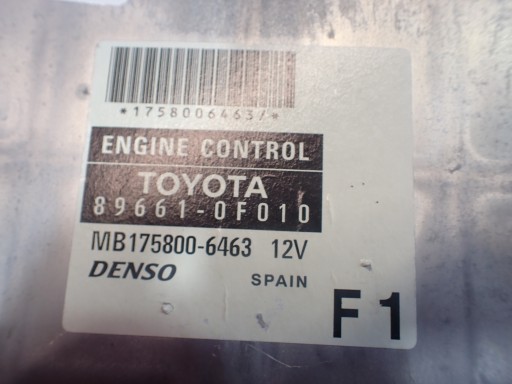 *1758006463/*
ENGINE CONTROL
TOYOTA
89661-0F010
MB175800-6463 12V
DENSO SPAIN
F1